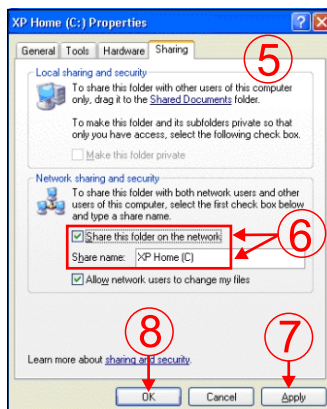 XP Home (C:) Properties
General Tools Hardware Sharing
5
Local sharing and security
To share this folder with other users of this computer
only, drag it to the Shared Documents folder.
To make this folder and its subfolders private so that
only you have access, select the following check box.
Make this folder private
Network sharing and security
To share this folder with both network users and other
users of this computer, select the first check box below
and type a share name.
Share this folder on the network
6
Share name: XP Home (C)
Allow network users to change my files
8
7
Learn more about sharing and security.
OK Cancel Apply